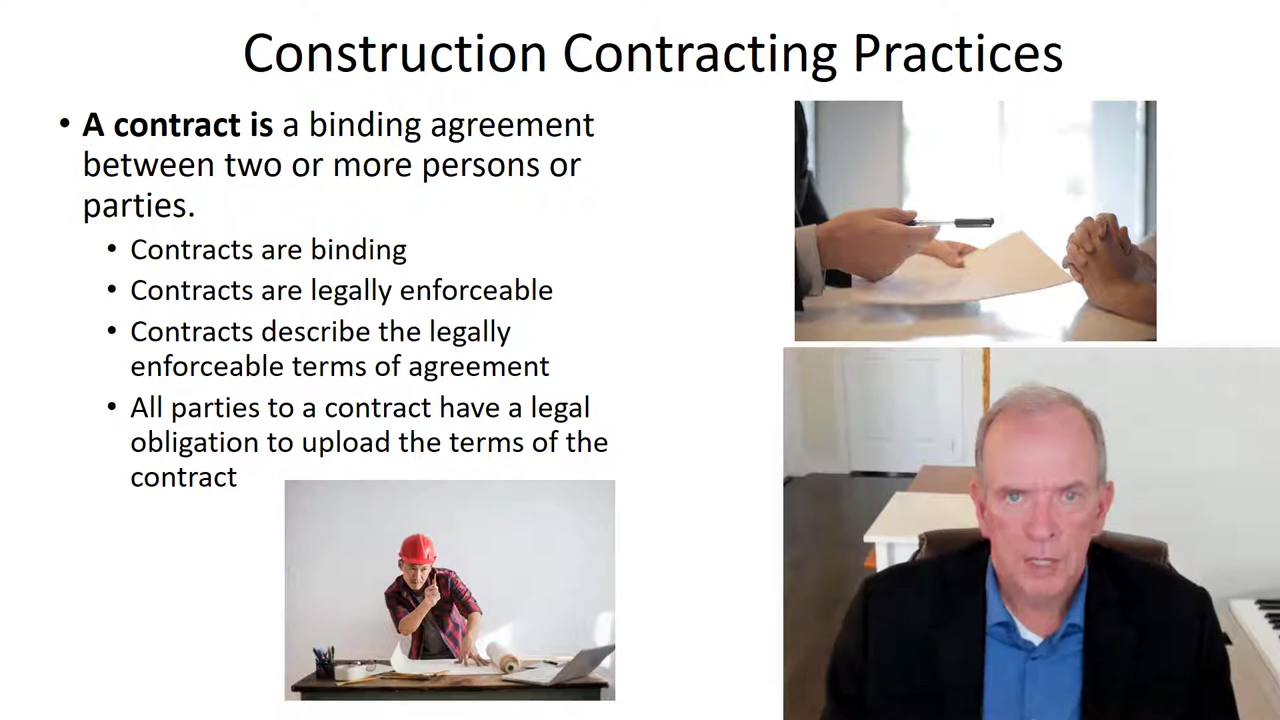 Construction Contracting Practices
• A contract is a binding agreement
between two or more persons or
parties.
• Contracts are binding
• Contracts are legally enforceable
• Contracts describe the legally
enforceable terms of agreement
• All parties to a contract have a legal
obligation to upload the terms of the
contract